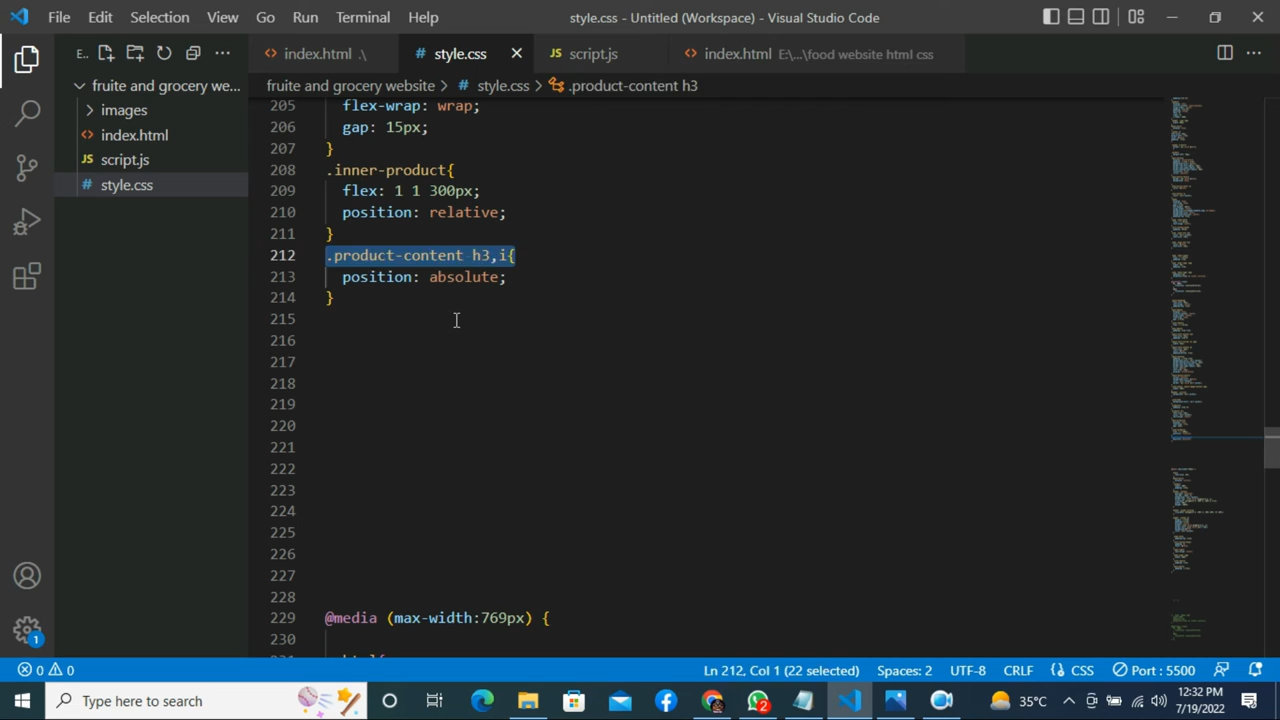 File Edit Selection View Go Run Terminal Help
style.css - Untitled (Workspace) - Visual Studio Code
E..
index.html .\
style.css
JS script.js
index.html E:\...\food website html css
fruite and grocery we...
images
index.html
JS script.js
style.css
fruite and grocery website > style.css > .product-content h3
205 flex-wrap: wrap;
206 gap: 15px;
207 }
208 .inner-product{
209 flex: 1 1 300px;
210 position: relative;
211 }
212 .product-content h3,i{
213 position: absolute;
214 }
215
216
217
218
219
220
221
222
223
224
225
226
227
228
229 @media (max-width:769px) {
230
1
0 0 Ln 212, Col 1 (22 selected) Spaces: 2 UTF-8 CRLF CSS Port : 5500
Type here to search
2
35°C
12:32 PM
7/19/2022